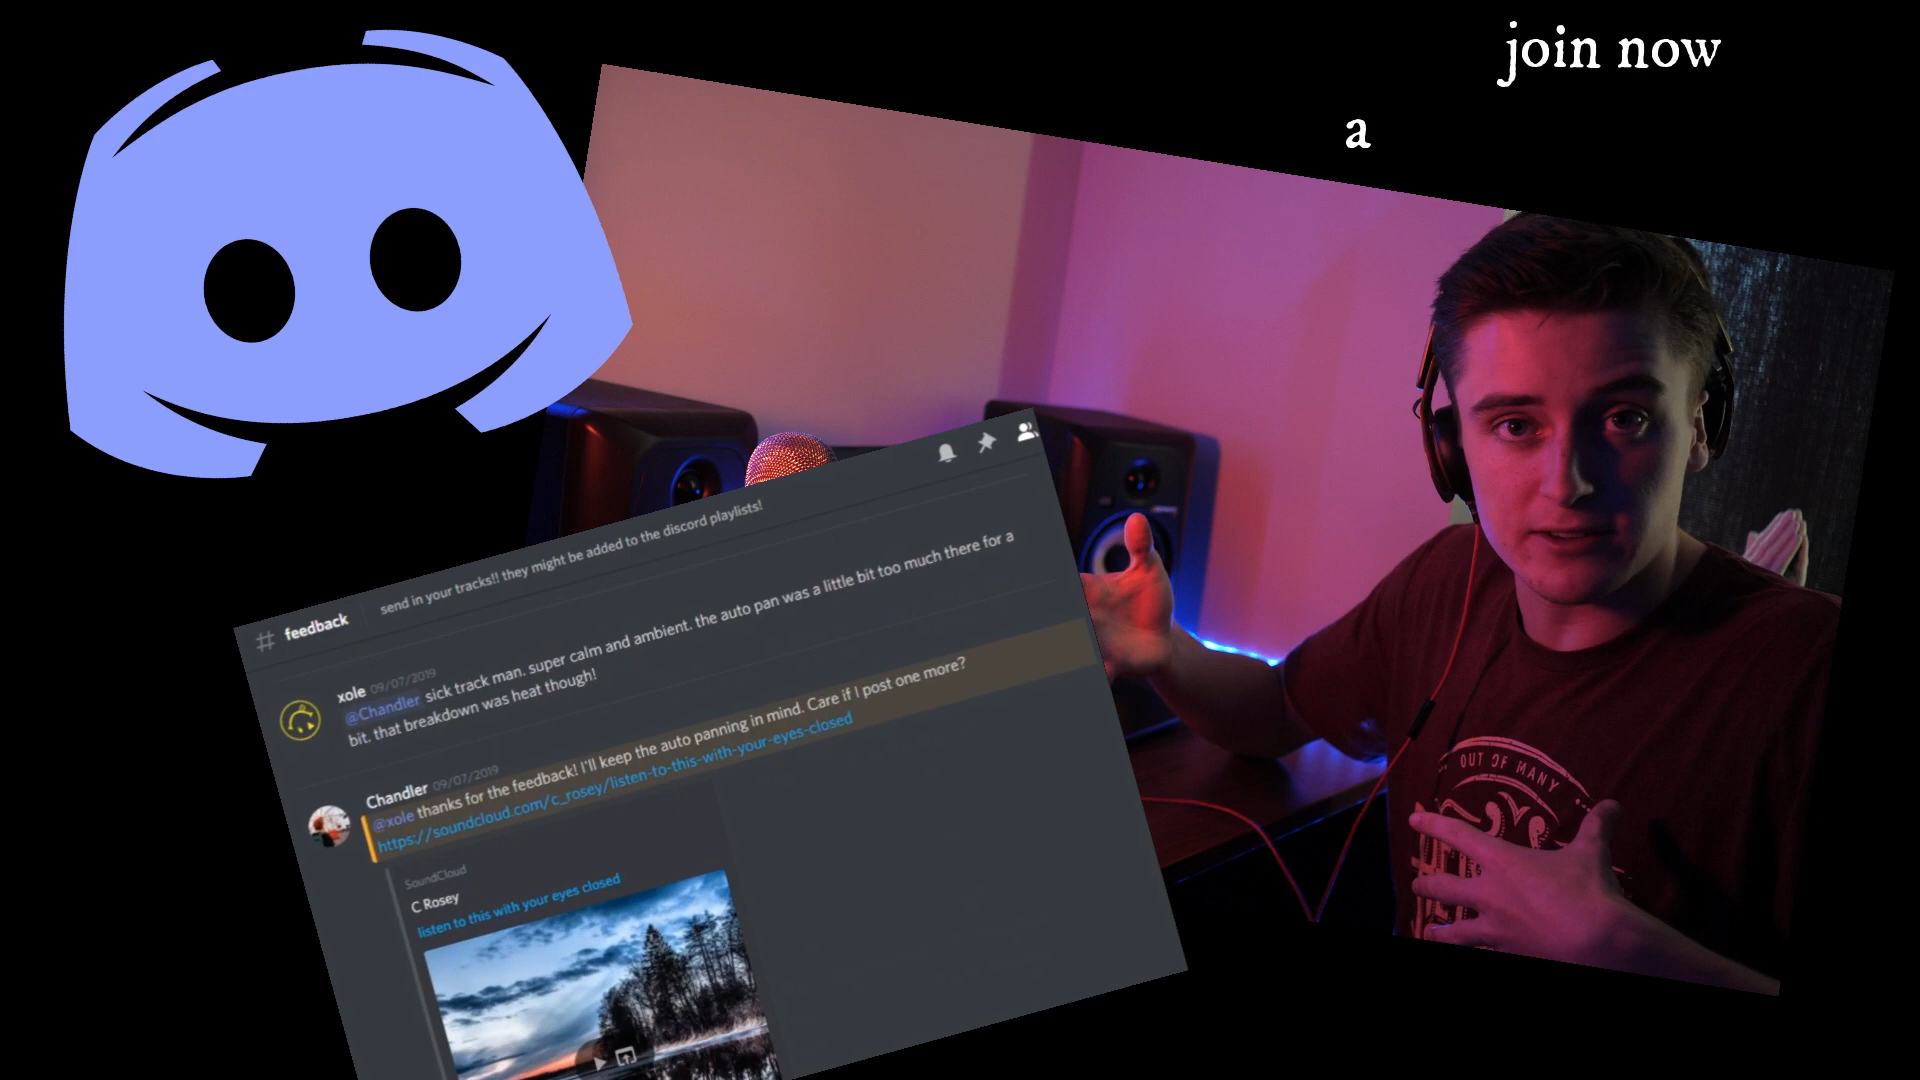 join now
a
# feedback
send in your tracks!! they might be added to the discord playlists!
xole 09/07/2019
@Chandler sick track man. super calm and ambient. the auto pan was a little bit too much there for a
bit. that breakdown was heat though!
Chandler 09/07/2019
@xole thanks for the feedback! I'll keep the auto panning in mind. Care if I post one more?
https://soundcloud.com/c_rosey/listen-to-this-with-your-eyes-closed
SoundCloud
C Rosey
listen to this with your eyes closed
OUT OF MANY